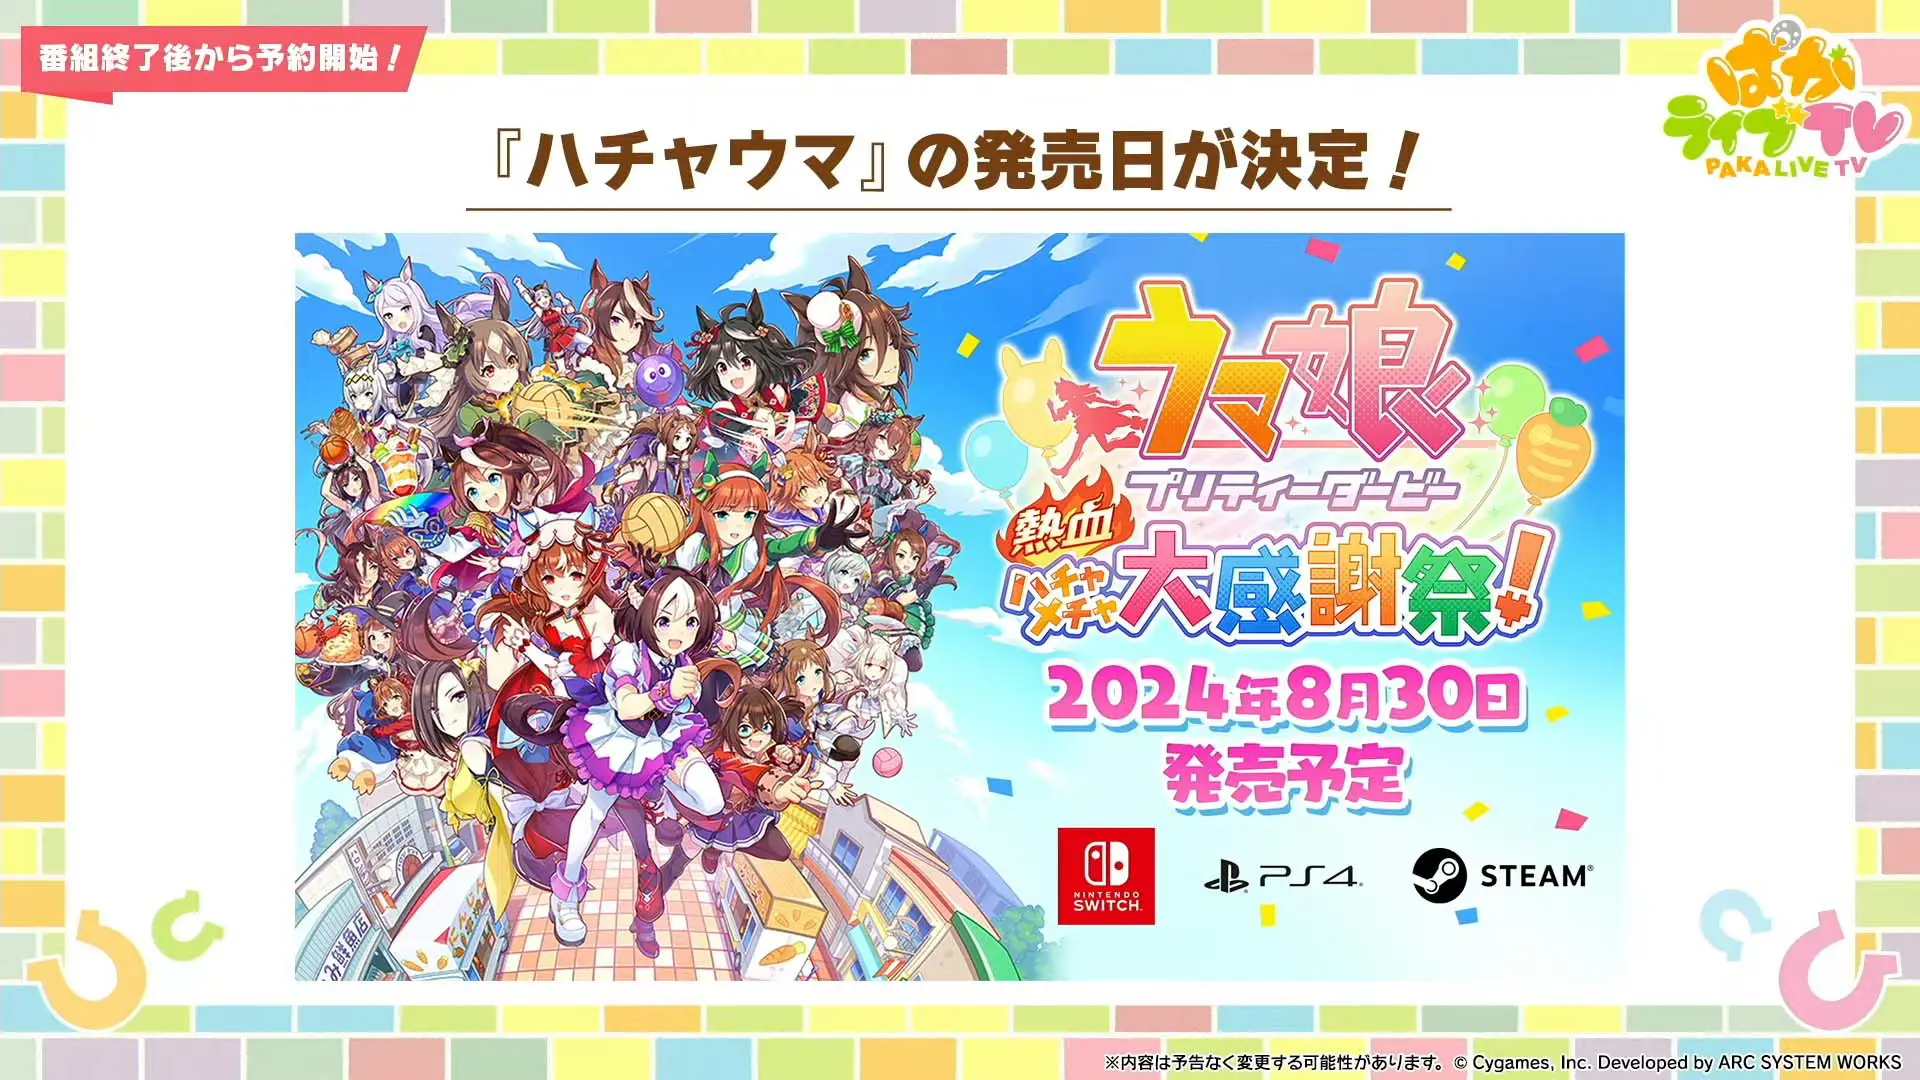 番組終了後から予約開始！
ぱか
ライブTV
PAKA LIVE TV
『ハチャウマ』の発売日が決定！
ウマ娘
プリティーダービー
熱血
ハチャメチャ
大感謝祭！
2024年8月30日
発売予定
NINTENDO
SWITCH
PS4
STEAM®
※内容は予告なく変更する可能性があります。 © Cygames, Inc. Developed by ARC SYSTEM WORKS